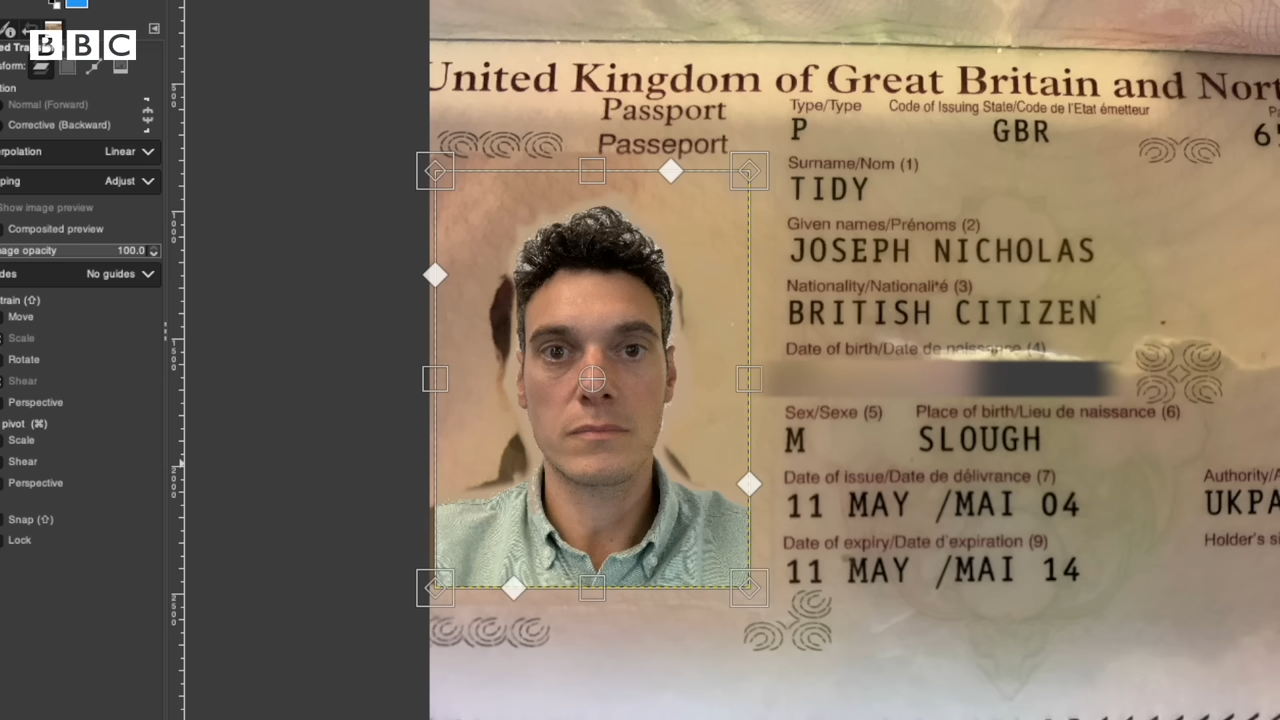 BBC
Normal (Forward)
Corrective (Backward)
Linear
Adjust
Show image preview
Composited preview
100.0
No guides
Move
Scale
Rotate
Shear
Perspective
pivot (⌘)
Scale
Shear
Perspective
Snap (⇧)
Lock
United Kingdom of Great Britain and
Passport
Passeport
Type/Type
Code of Issuing State/Code de l'Etat émetteur
P
GBR
Surname/Nom (1)
TIDY
Given names/Prénoms (2)
JOSEPH NICHOLAS
Nationality/Nationalité (3)
BRITISH CITIZEN
Date of birth/Date de naissance (4)
Sex/Sexe (5)
Place of birth/Lieu de naissance (6)
M
SLOUGH
Date of issue/Date de délivrance (7)
11 MAY /MAI 04
Date of expiry/Date d'expiration (9)
11 MAY /MAI 14